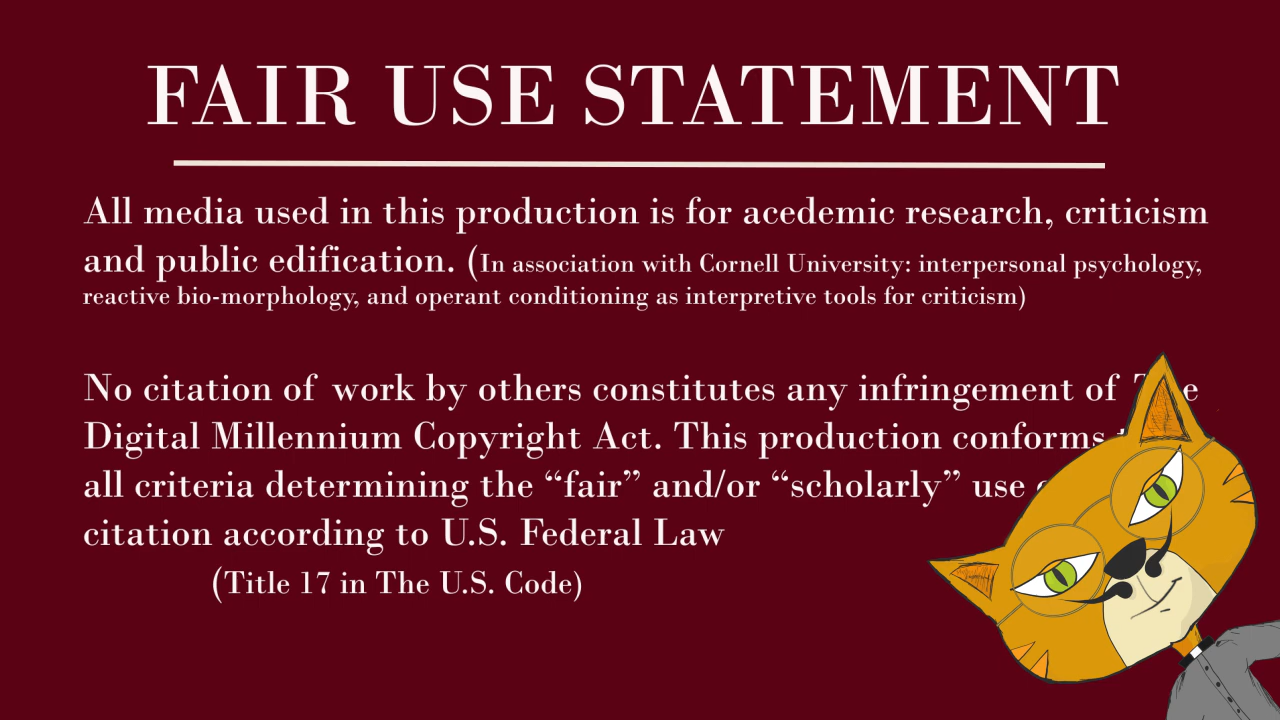 FAIR USE STATEMENT
All media used in this production is for acedemic research, criticism
and public edification. (In association with Cornell University: interpersonal psychology,
reactive bio-morphology, and operant conditioning as interpretive tools for criticism)
No citation of work by others constitutes any infringement of
Digital Millennium Copyright Act. This production conforms
all criteria determining the “fair” and/or “scholarly” use
citation according to U.S. Federal Law
(Title 17 in The U.S. Code)